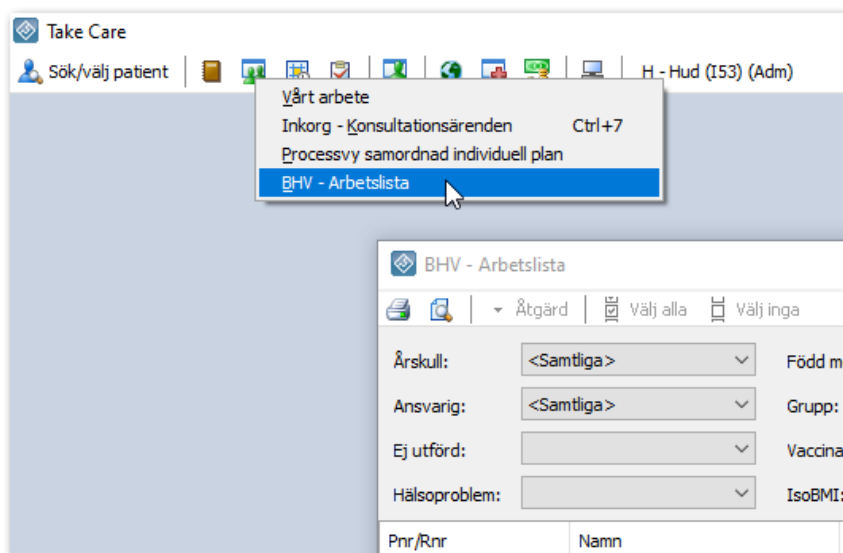 Take Care
Sök/välj patient H - Hud (I53) (Adm)
Vårt arbete
Inkorg - Konsultationsärenden Ctrl+7
Processvy samordnad individuell plan
BHV - Arbetslista
BHV - Arbetslista
Åtgärd Välj alla Välj inga
Årskull: <Samtliga> Född m
Ansvarig: <Samtliga> Grupp:
Ej utförd: Vaccina
Hälsoproblem: IsoBMI:
Pnr/Rnr Namn